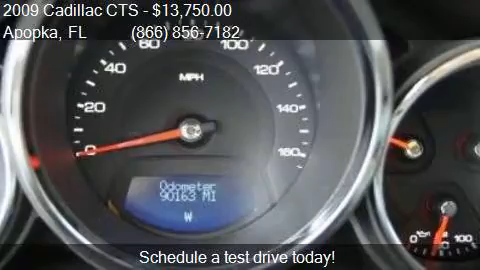 2009 Cadillac CTS - $13,750.00
Apopka, FL (866) 856-7182
60 100
40 120
MPH
20 140
0 160
Odometer
90163 MI
W
0 100
Schedule a test drive today!